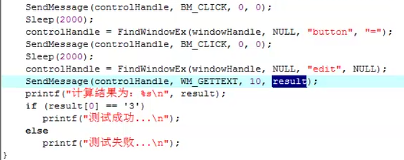 SendMessage(controlHandle, BM_CLICK, 0, 0);
Sleep(2000);
controlHandle = FindWindowEx(windowHandle, NULL, "button", "=");
SendMessage(controlHandle, BM_CLICK, 0, 0);
Sleep(2000);
controlHandle = FindWindowEx(windowHandle, NULL, "edit", NULL);
SendMessage(controlHandle, WM_GETTEXT, 10, result);
printf("计算结果为: %s\n", result);
if (result[0] == '3')
printf("测试成功...\n");
else
printf("测试失败...\n");
}